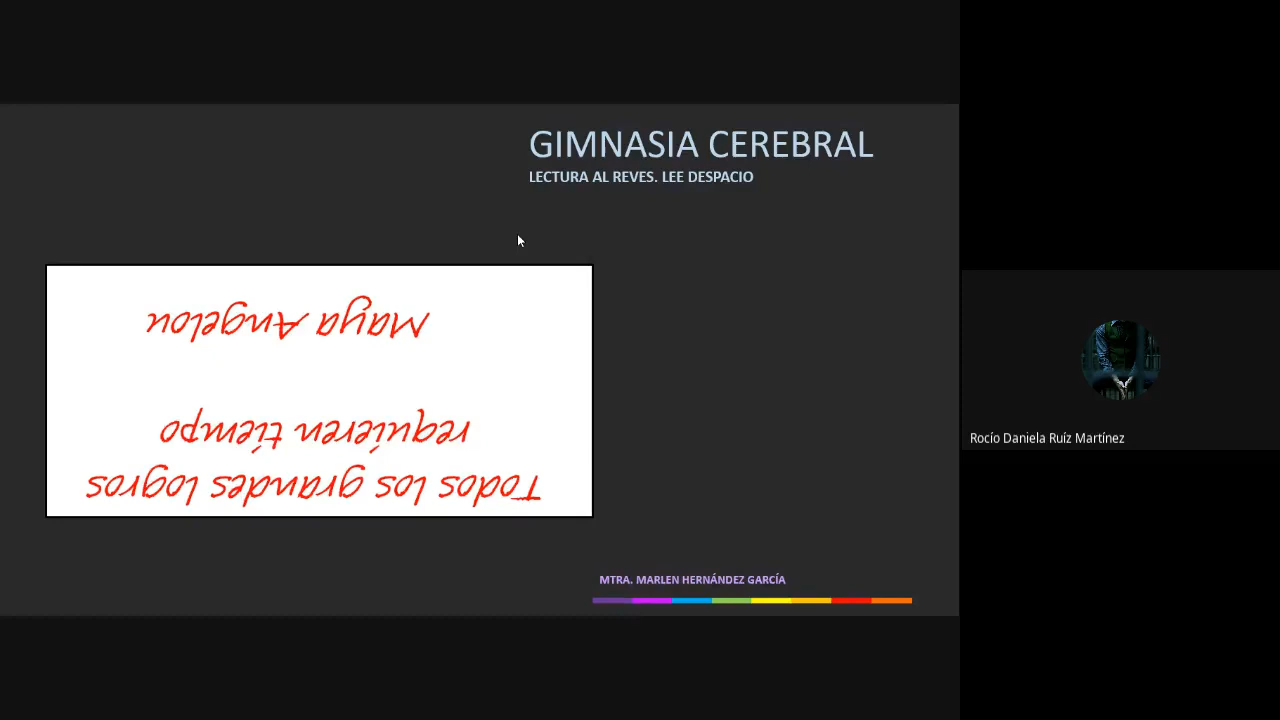 GIMNASIA CEREBRAL
LECTURA AL REVES. LEE DESPACIO
Todos los grandes logros
requieren tiempo
Maya Angelou
MTRA. MARLEN HERNÁNDEZ GARCÍA
Rocío Daniela Ruíz Martínez